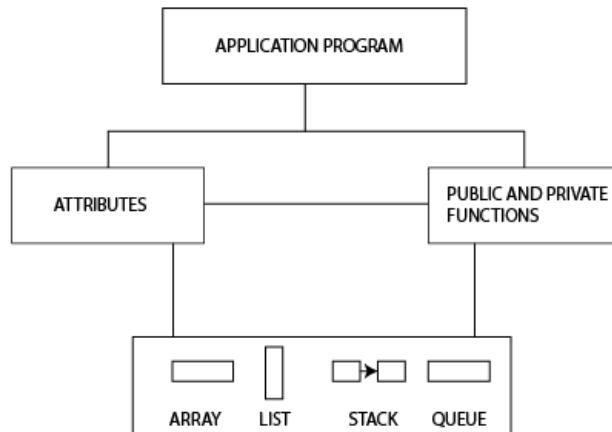 APPLICATION PROGRAM
ATTRIBUTES
PUBLIC AND PRIVATE
FUNCTIONS
ARRAY LIST STACK QUEUE